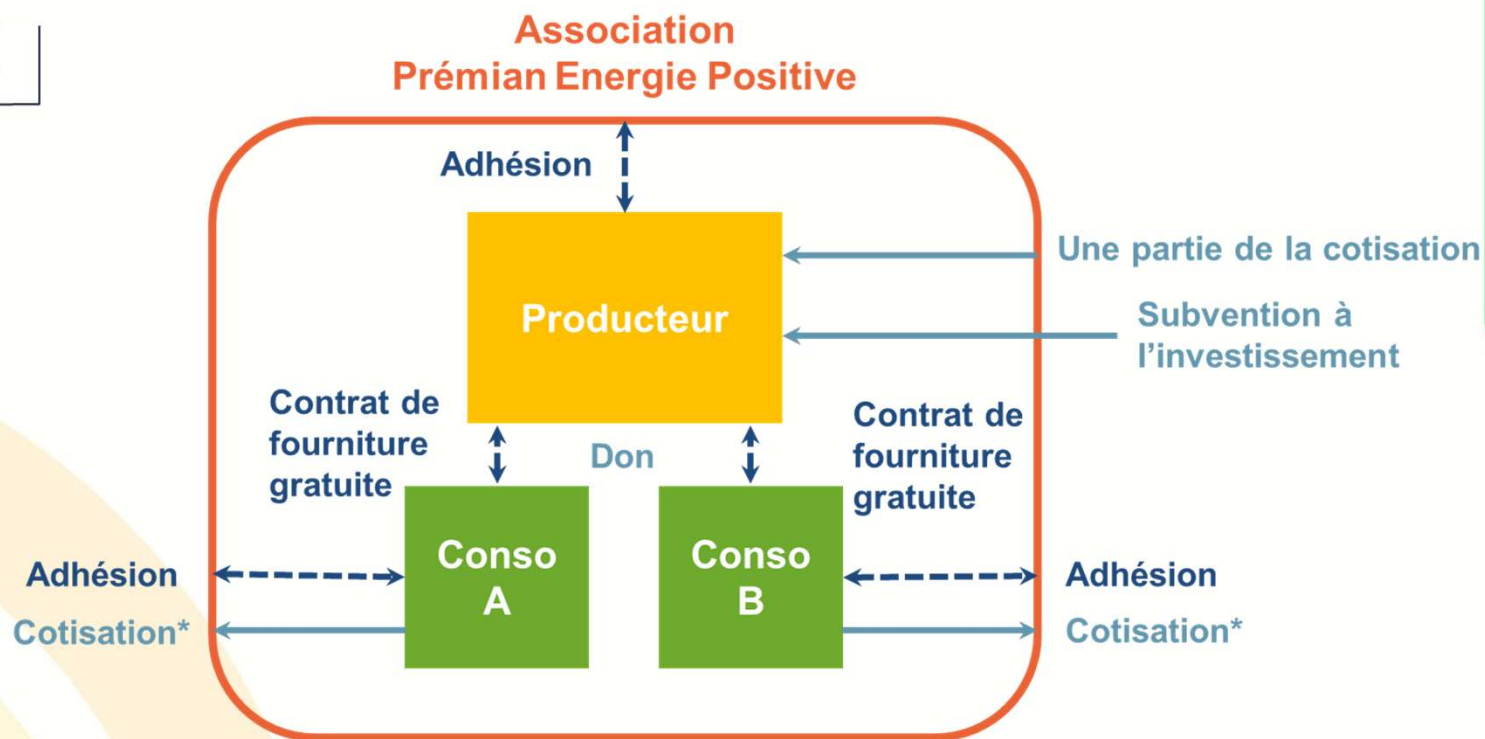 Association
Prémian Energie Positive
Adhésion
Une partie de la cotisation
Producteur
Subvention à
l'investissement
Contrat de
fourniture
gratuite
Don
Contrat de
fourniture
gratuite
Conso
A
Conso
B
Adhésion
Cotisation*
Adhésion
Cotisation*